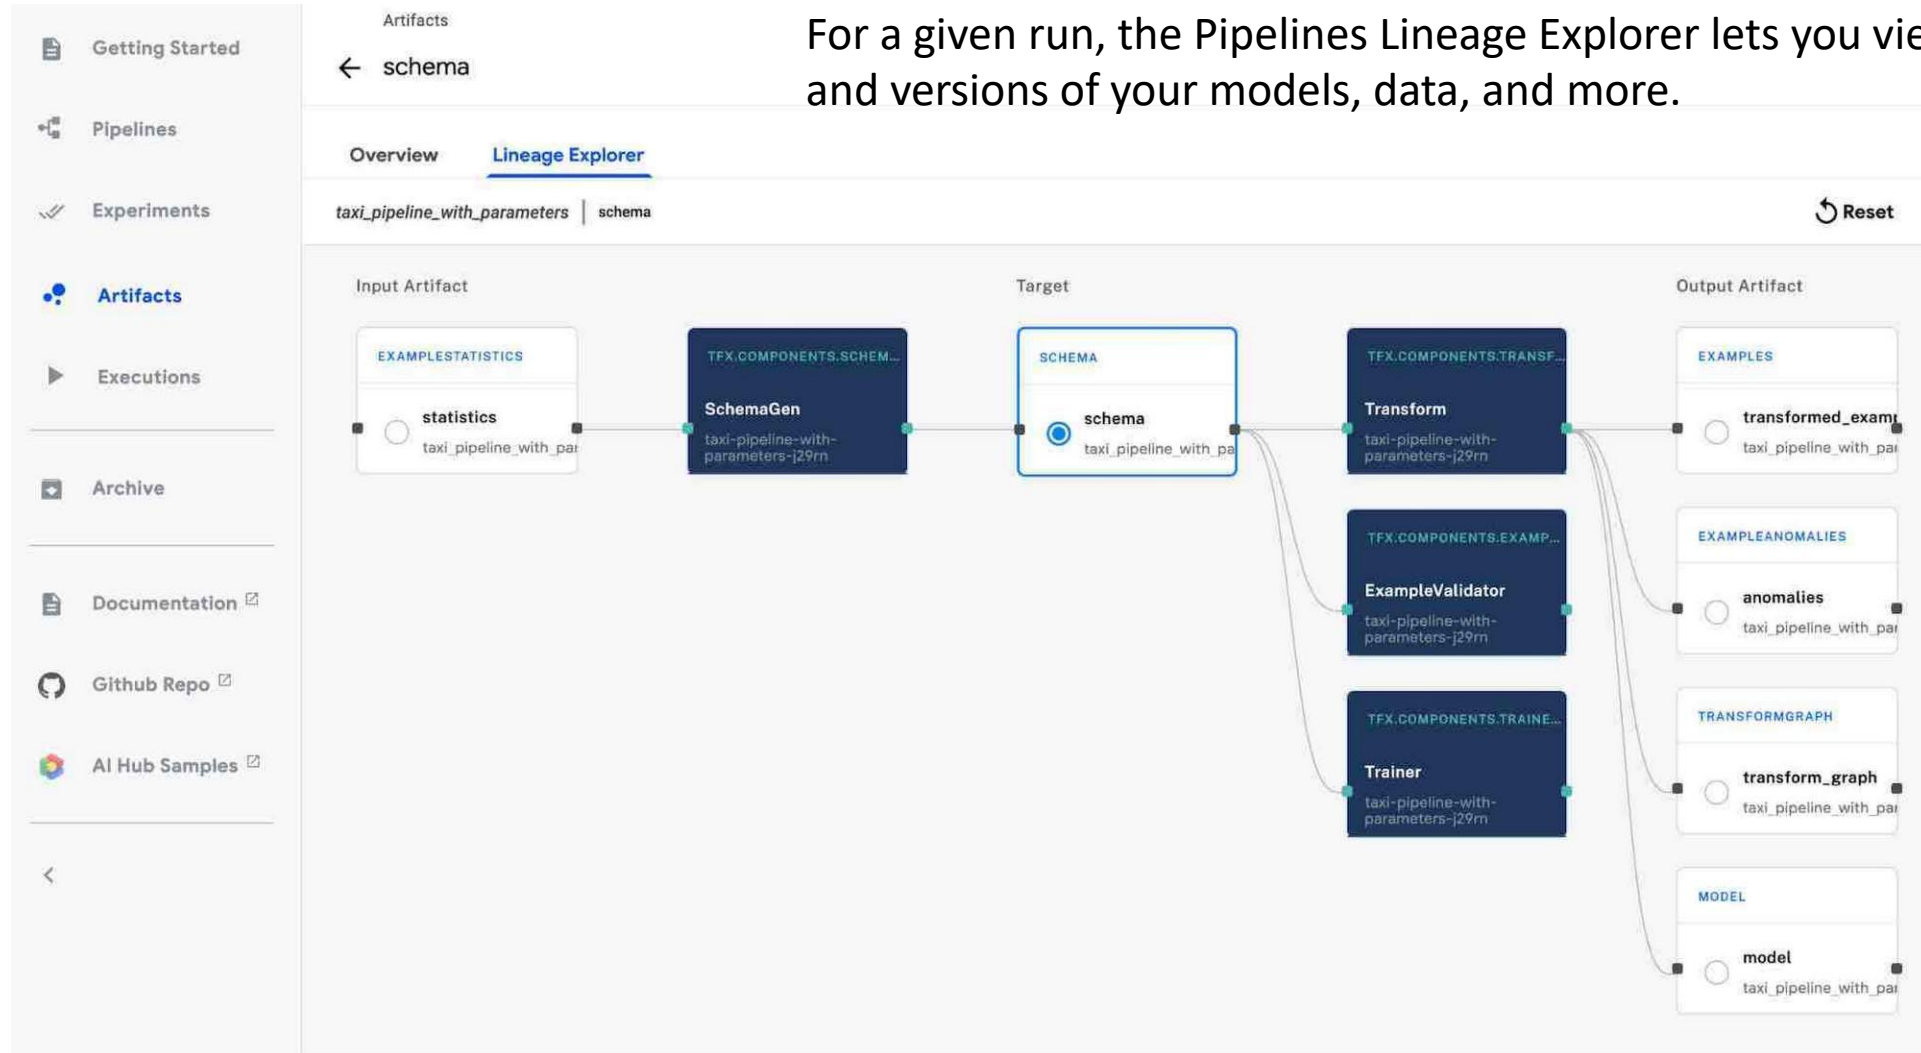 Getting Started
Pipelines
Experiments
Artifacts
Executions
Archive
Documentation
Github Repo
AI Hub Samples
Artifacts
← schema
For a given run, the Pipelines Lineage Explorer lets you
and versions of your models, data, and more.
Overview Lineage Explorer
taxi_pipeline_with_parameters | schema
Reset
Input Artifact
Target
Output Artifact
EXAMPLESTATISTICS
statistics
taxi_pipeline_with_par
TFX.COMPONENTS.SCHEM...
SchemaGen
taxi-pipeline-with-
parameters-j29rn
SCHEMA
schema
taxi_pipeline_with_pa
TFX.COMPONENTS.TRANSF...
Transform
taxi-pipeline-with-
parameters-j29rn
TFX.COMPONENTS.EXAMP...
ExampleValidator
taxi-pipeline-with-
parameters-j29rn
TFX.COMPONENTS.TRAINE...
Trainer
taxi-pipeline-with-
parameters-j29rn
EXAMPLES
transformed_examp
taxi_pipeline_with_par
EXAMPLEANOMALIES
anomalies
taxi_pipeline_with_par
TRANSFORMGRAPH
transform_graph
taxi_pipeline_with_par
MODEL
model
taxi_pipeline_with_par